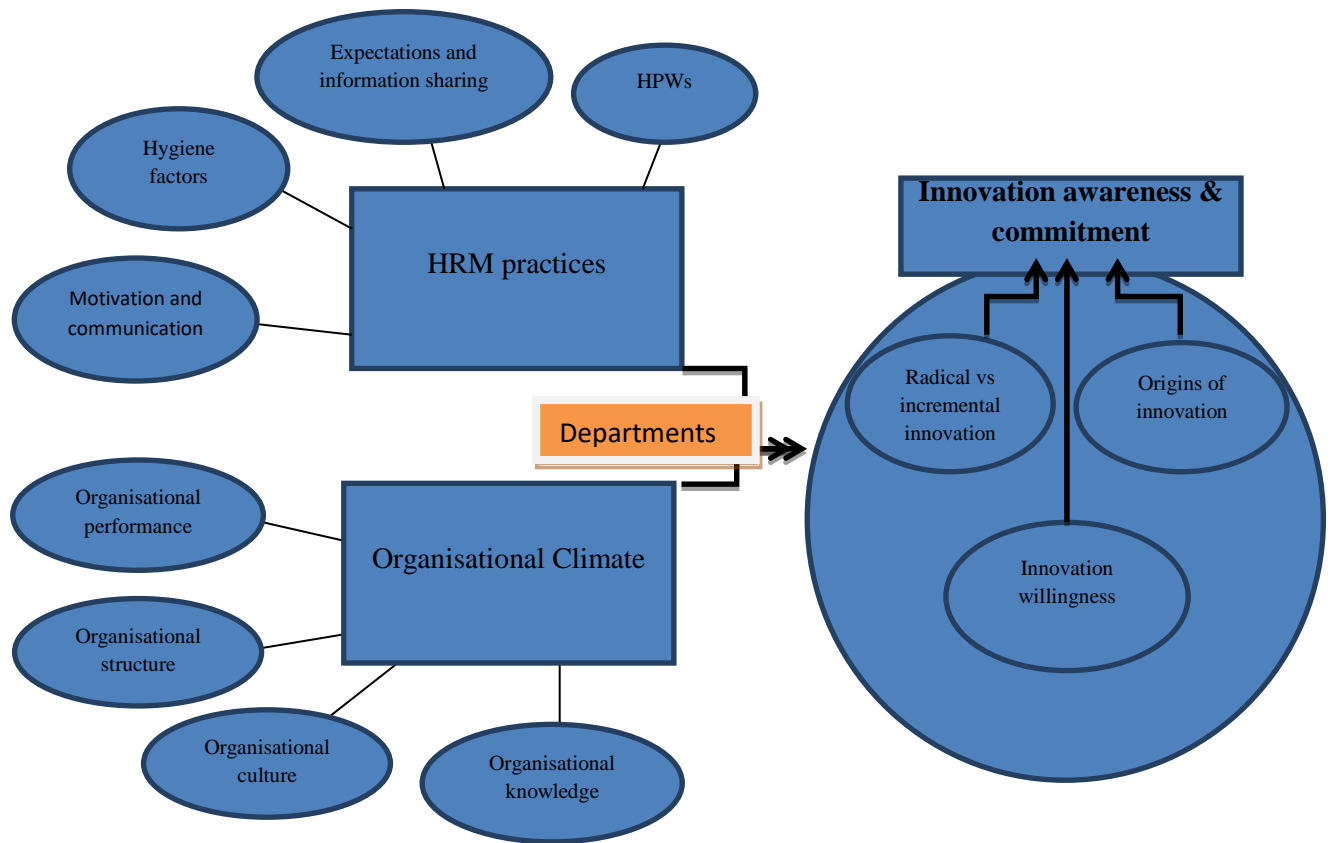 Expectations and
information sharing
HPWs
Hygiene
factors
HRM practices
Motivation and
communication
Innovation awareness &
commitment
Radical vs
incremental
innovation
Origins of
innovation
Departments
Organisational
performance
Organisational Climate
Innovation
willingness
Organisational
structure
Organisational
culture
Organisational
knowledge